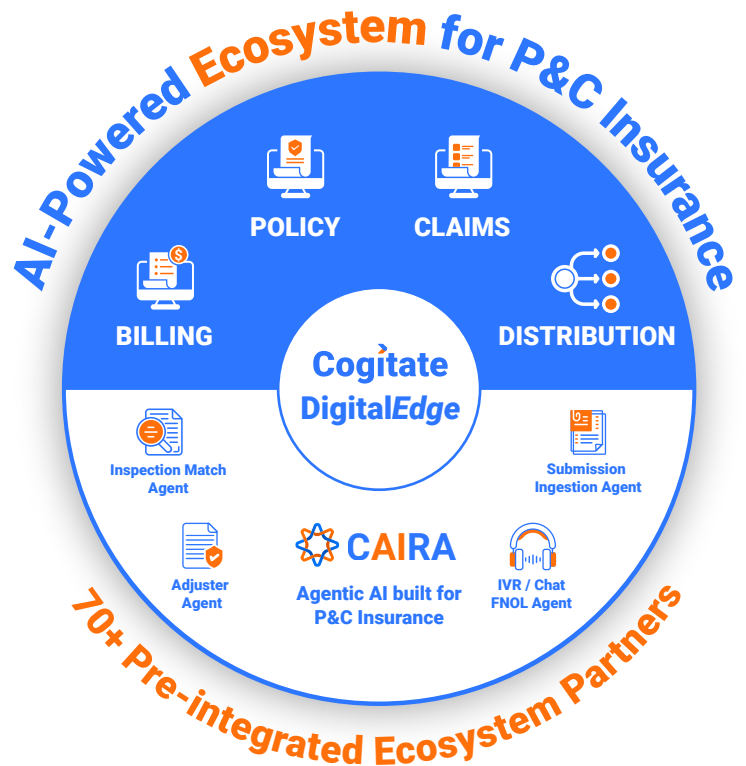 AI-Powered Ecosystem for P&C Insurance
POLICY
CLAIMS
BILLING
DISTRIBUTION
Cogitate
DigitalEdge
Inspection Match
Agent
Submission
Ingestion Agent
Adjuster
Agent
CAIRA
Agentic AI built for
P&C Insurance
IVR / Chat
FNOL Agent
70+ Pre-integrated Ecosystem Partners